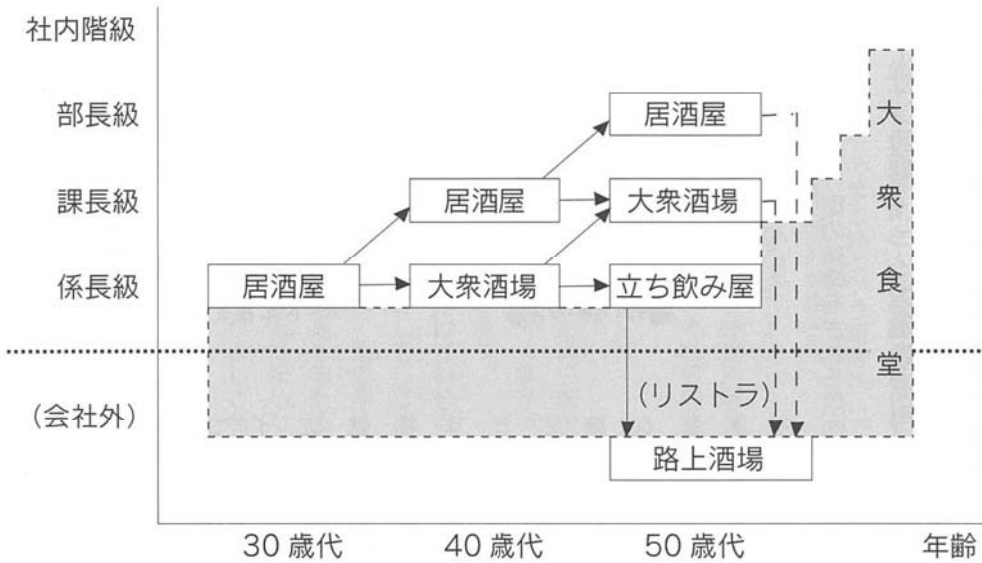 社内階級
部長級
居酒屋
課長級
居酒屋
大衆酒場
係長級
居酒屋
大衆酒場
立ち飲み屋
大衆食堂
(会社外)
(リストラ)
路上酒場
30歳代
40歳代
50歳代
年齢